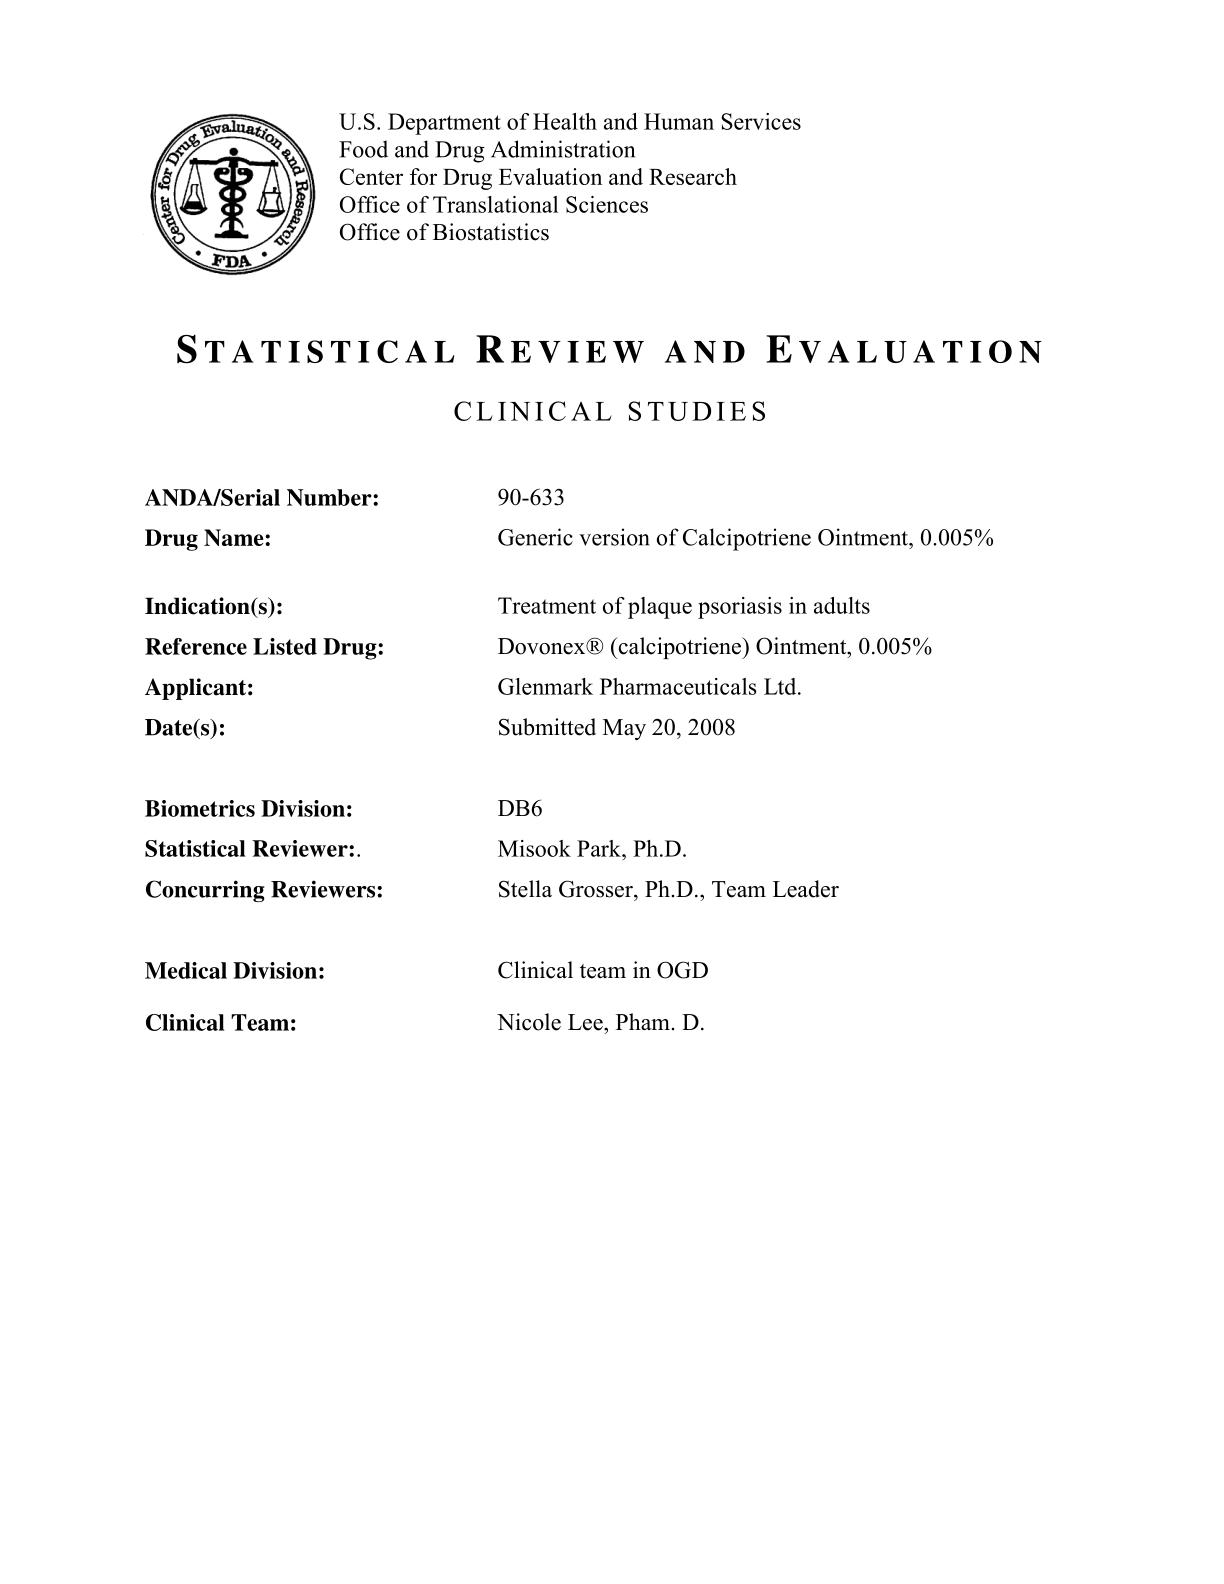 Center for Drug Evaluation and Research
• FDA •
U.S. Department of Health and Human Services
Food and Drug Administration
Center for Drug Evaluation and Research
Office of Translational Sciences
Office of Biostatistics
STATISTICAL REVIEW AND EVALUATION
CLINICAL STUDIES
ANDA/Serial Number: 90-633
Drug Name: Generic version of Calcipotriene Ointment, 0.005%
Indication(s): Treatment of plaque psoriasis in adults
Reference Listed Drug: Dovonex® (calcipotriene) Ointment, 0.005%
Applicant: Glenmark Pharmaceuticals Ltd.
Date(s): Submitted May 20, 2008
Biometrics Division: DB6
Statistical Reviewer:. Misook Park, Ph.D.
Concurring Reviewers: Stella Grosser, Ph.D., Team Leader
Medical Division: Clinical team in OGD
Clinical Team: Nicole Lee, Pham. D.